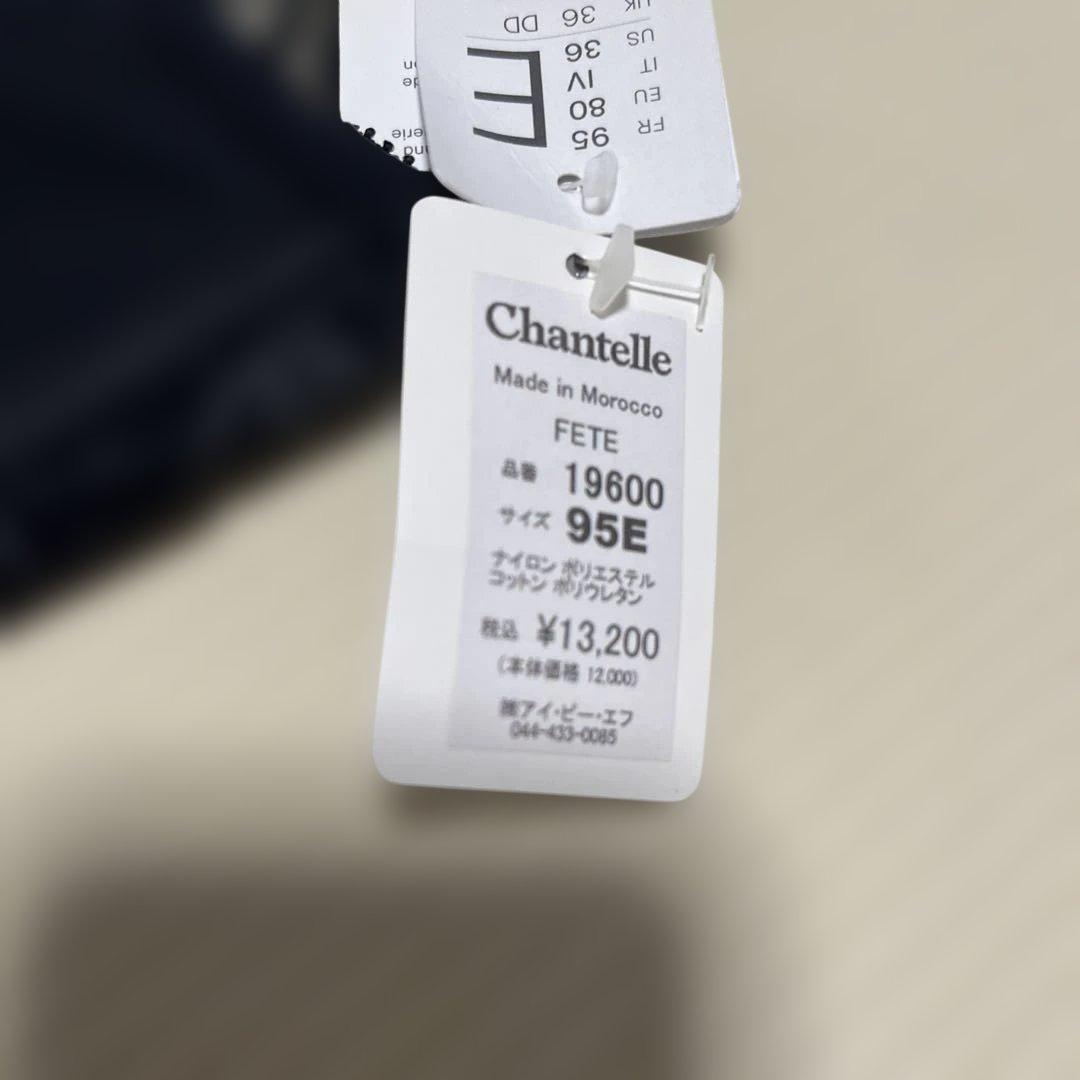 Chantelle
Made in Morocco
FETE
品番 19600
サイズ 95E
ナイロン ポリエステル
コットン ポリウレタン
税込 ¥13,200
(本体価格 12,000)
㈱アイ・ピー・エフ
044-433-0085
FR 95 E
EU 80
IT IV
US 36
UK 36 DD